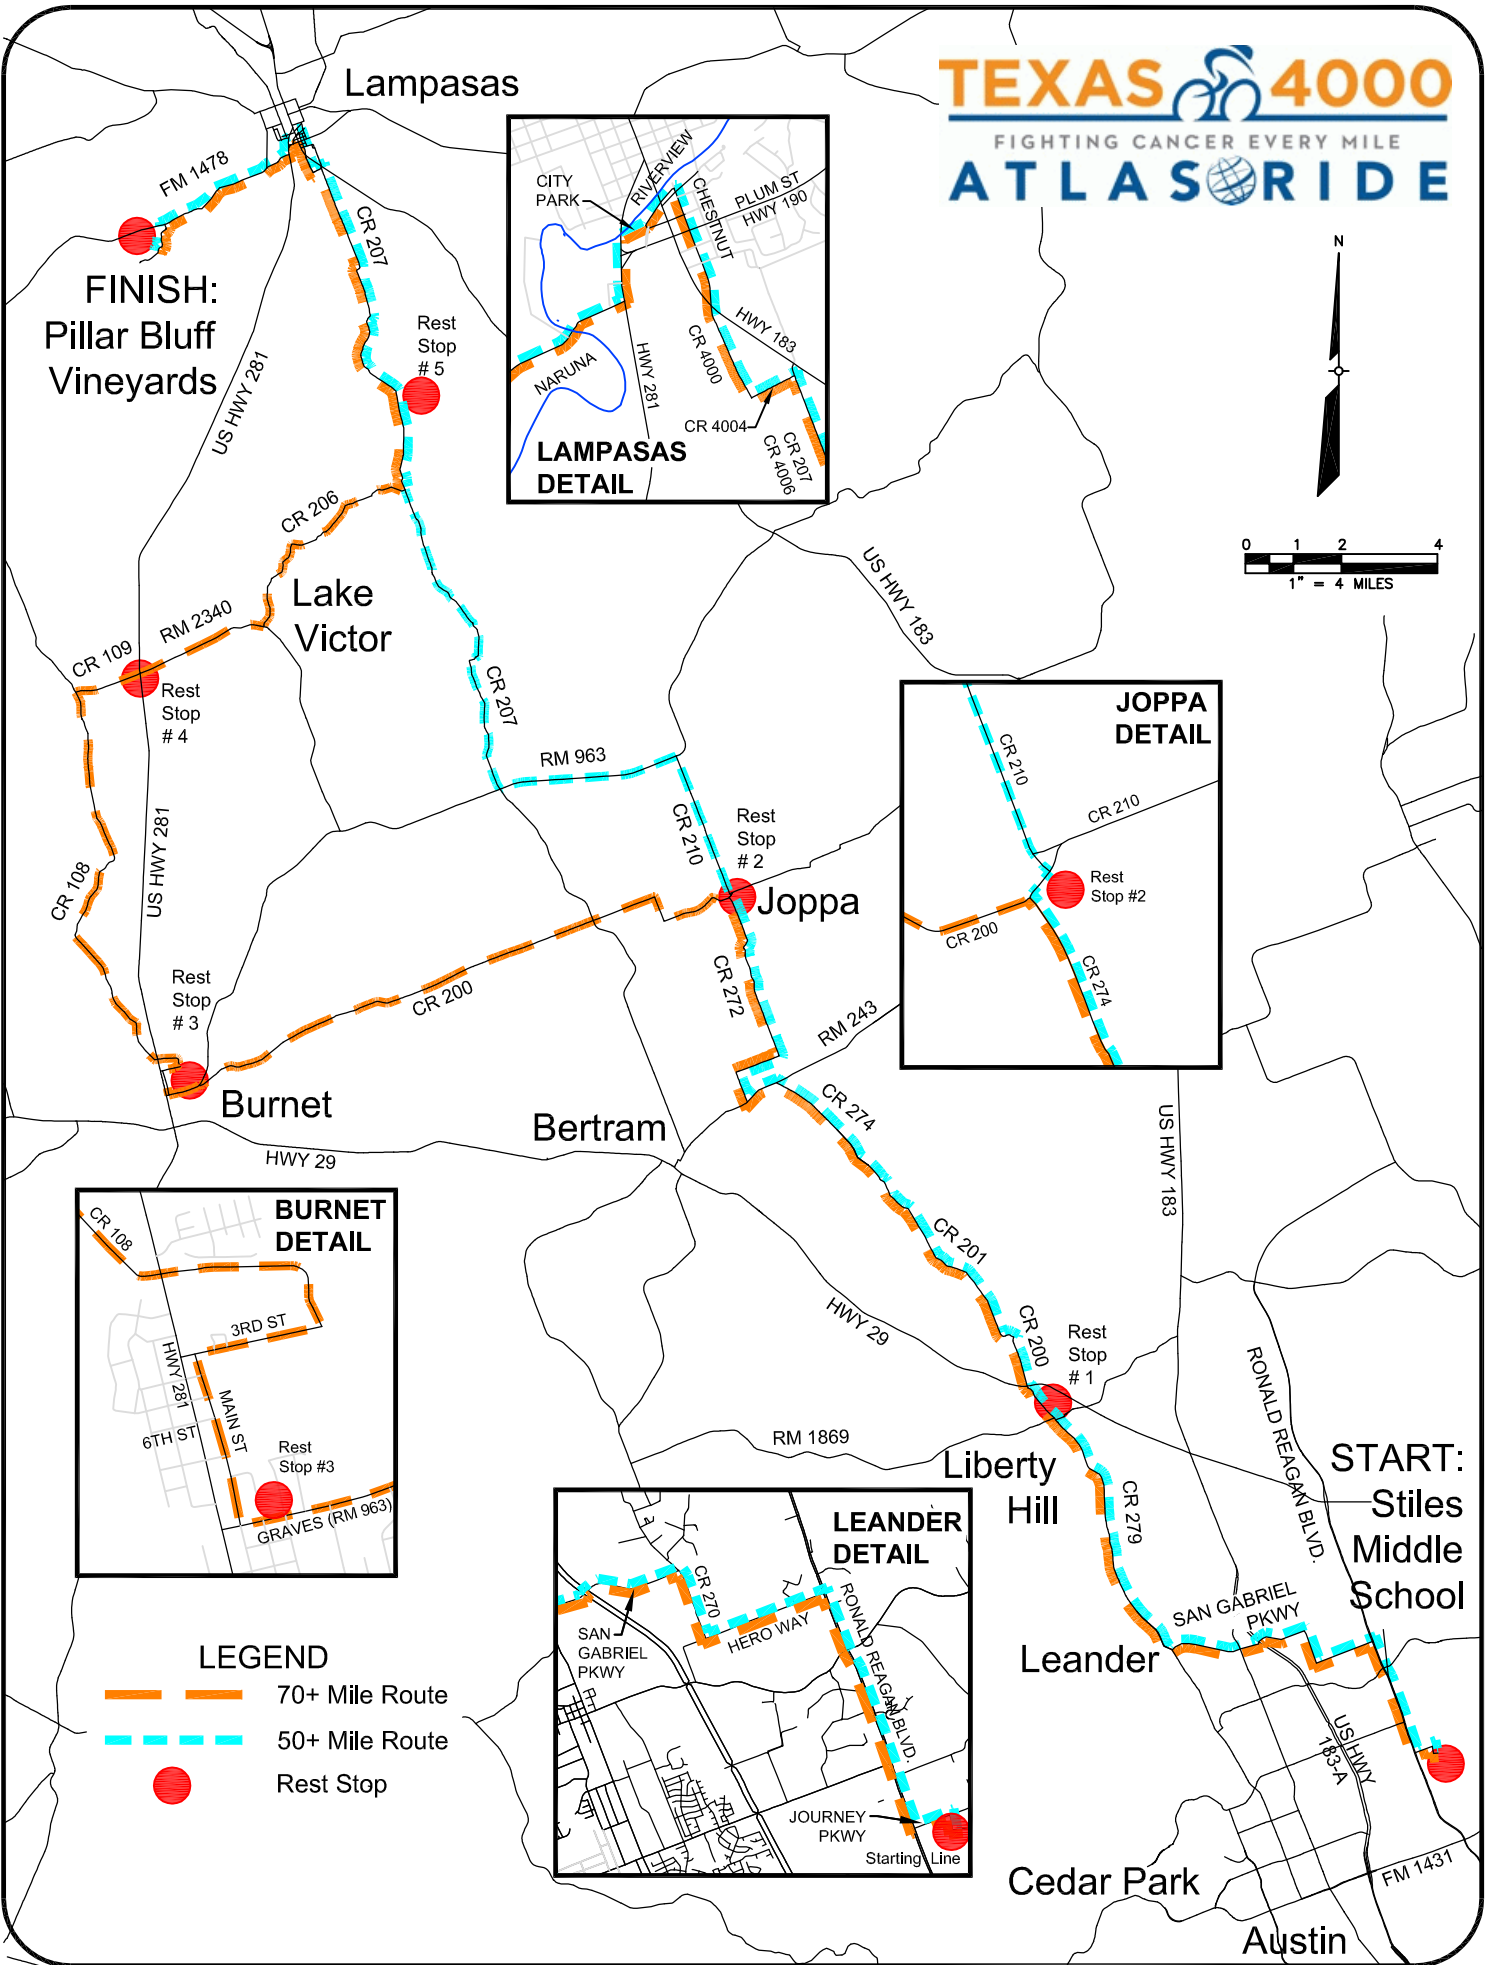 TEXAS 4000
FIGHTING CANCER EVERY MILE
ATLAS RIDE
Lampasas
FM 1478
CR 207
FINISH:
Pillar Bluff
Vineyards
US HWY 281
Rest
Stop
# 5
CITY
PARK
RIVERVIEW
CHESTNUT
PLUM ST
HWY 190
HWY 183
CR 4000
NARUNA
HWY 281
CR 4004
CR 207
CR 4006
LAMPASAS
DETAIL
N
0 1 2 4
1" = 4 MILES
CR 206
Lake
Victor
RM 2340
CR 109
Rest
Stop
# 4
US HWY 183
CR 207
RM 963
CR 210
Rest
Stop
# 2
Joppa
JOPPA
DETAIL
CR 210
CR 210
Rest
Stop #2
CR 200
CR 274
US HWY 281
CR 108
Rest
Stop
# 3
CR 200
CR 272
RM 243
Burnet
Bertram
HWY 29
CR 274
US HWY 183
BURNET
DETAIL
CR 108
3RD ST
HWY 281
MAIN ST
6TH ST
Rest
Stop #3
GRAVES (RM 963)
CR 201
HWY 29
CR 200
Rest
Stop
# 1
RONALD REAGAN BLVD.
RM 1869
Liberty
Hill
CR 279
START:
Stiles
Middle
School
LEANDER
DETAIL
CR 270
SAN
GABRIEL
PKWY
HERO WAY
RONALD REAGAN BLVD.
JOURNEY
PKWY
Starting Line
SAN GABRIEL
PKWY
Leander
US HWY
183-A
LEGEND
70+ Mile Route
50+ Mile Route
Rest Stop
Cedar Park
FM 1431
Austin